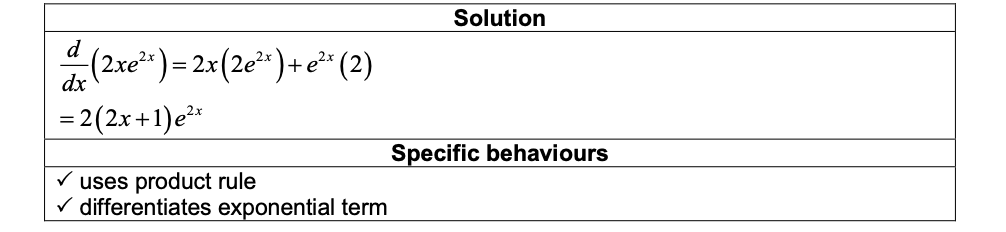 Solution
d/dx (2xe^{2x}) = 2x(2e^{2x}) + e^{2x} (2)
= 2(2x+1)e^{2x}
Specific behaviours
✓ uses product rule
✓ differentiates exponential term